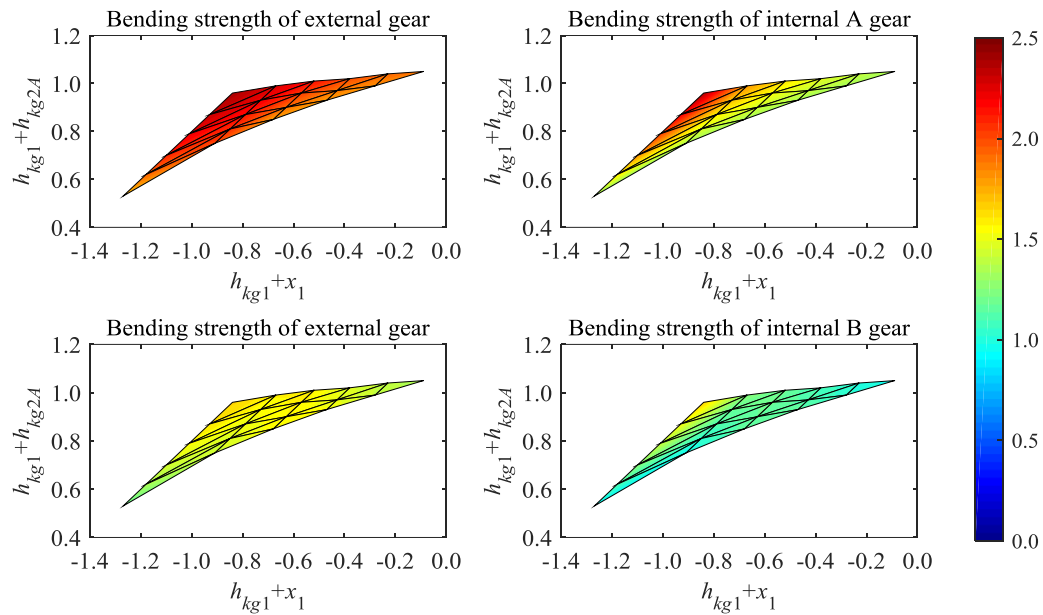 Bending strength of external gear
1.2
1.0
0.8
0.6
0.4
h_kg1+h_kg2A
-1.4 -1.2 -1.0 -0.8 -0.6 -0.4 -0.2 0.0
h_kg1+x_1
Bending strength of internal A gear
1.2
1.0
0.8
0.6
0.4
h_kg1+h_kg2A
-1.4 -1.2 -1.0 -0.8 -0.6 -0.4 -0.2 0.0
h_kg1+x_1
Bending strength of external gear
1.2
1.0
0.8
0.6
0.4
h_kg1+h_kg2A
-1.4 -1.2 -1.0 -0.8 -0.6 -0.4 -0.2 0.0
h_kg1+x_1
Bending strength of internal B gear
1.2
1.0
0.8
0.6
0.4
h_kg1+h_kg2A
-1.4 -1.2 -1.0 -0.8 -0.6 -0.4 -0.2 0.0
h_kg1+x_1
2.5
2.0
1.5
1.0
0.5
0.0